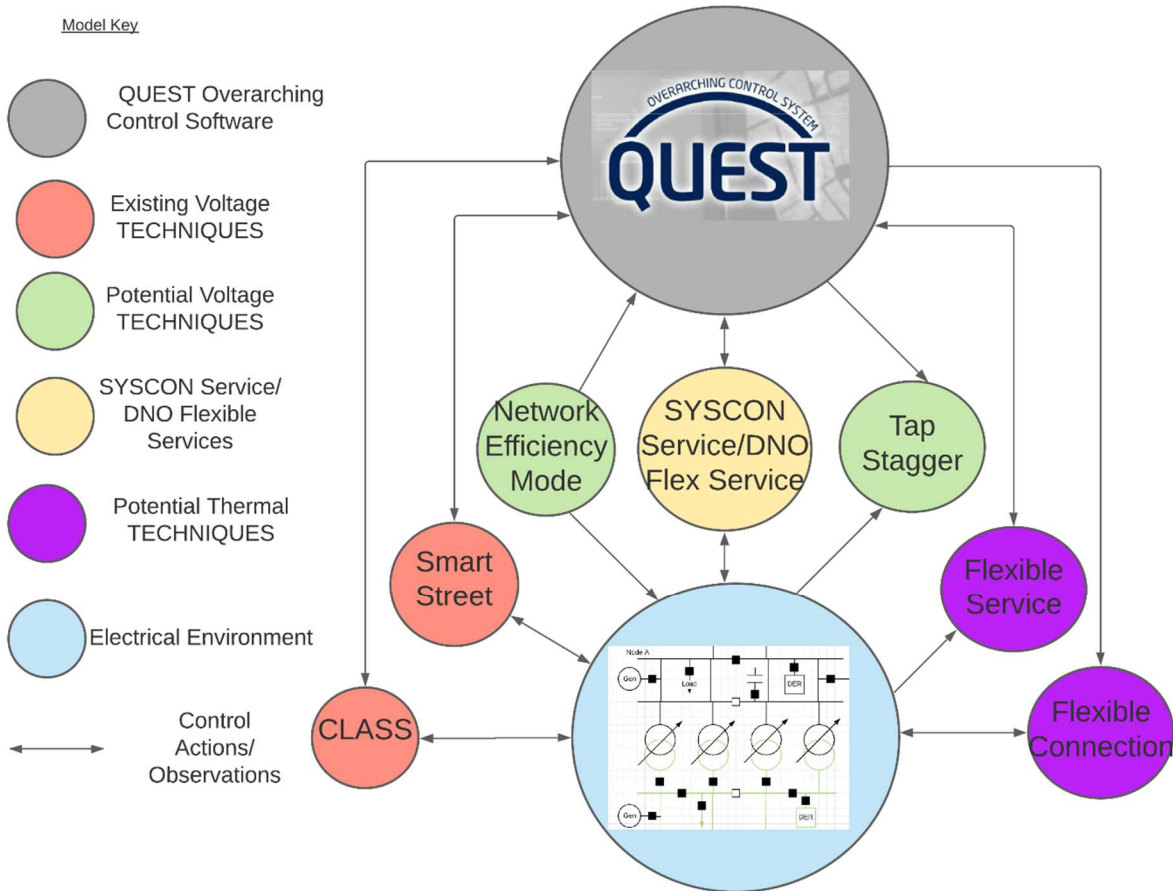 Model Key
QUEST Overarching
Control Software
Existing Voltage
TECHNIQUES
Potential Voltage
TECHNIQUES
SYSCON Service/
DNO Flexible
Services
Potential Thermal
TECHNIQUES
Electrical Environment
Control
Actions/
Observations
OVERARCHING CONTROL SYSTEM
QUEST
Network
Efficiency
Mode
SYSCON
Service/DNO
Flex Service
Tap
Stagger
Smart
Street
Flexible
Service
CLASS
Flexible
Connection
Node A
Gen
Load
DER
Gen
DER